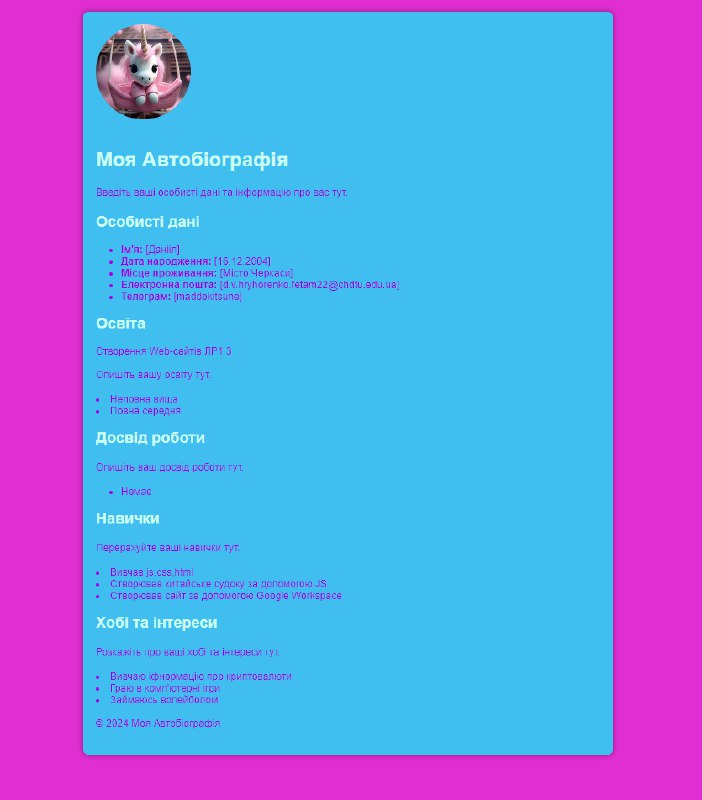 Моя Автобіографія
Введіть ваші особисті дані та інформацію про вас тут.
Особисті дані
Ім'я: [Данііл]
Дата народження: [16.12.2004]
Місце проживання: [Місто Черкаси]
Електронна пошта: [d.v.hryhorenko.fetam22@chdtu.edu.ua]
Телеграм: [maddokitsune]
Освіта
Створення Web-сайтів ЛР1.3
Опишіть вашу освіту тут.
Неповна вища
Повна середня
Досвід роботи
Опишіть ваш досвід роботи тут.
Немає
Навички
Перерахуйте ваші навички тут.
Вивчав js,css,html
Створював китайське судоку за допомогою JS
Створював сайт за допомогою Google Workspace
Хобі та інтереси
Розкажіть про ваші хобі та інтереси тут.
Вивчаю іфнормацію про криптовалюти
Граю в комп'ютерні ігри
Займаюсь волейболом
© 2024 Моя Автобіографія